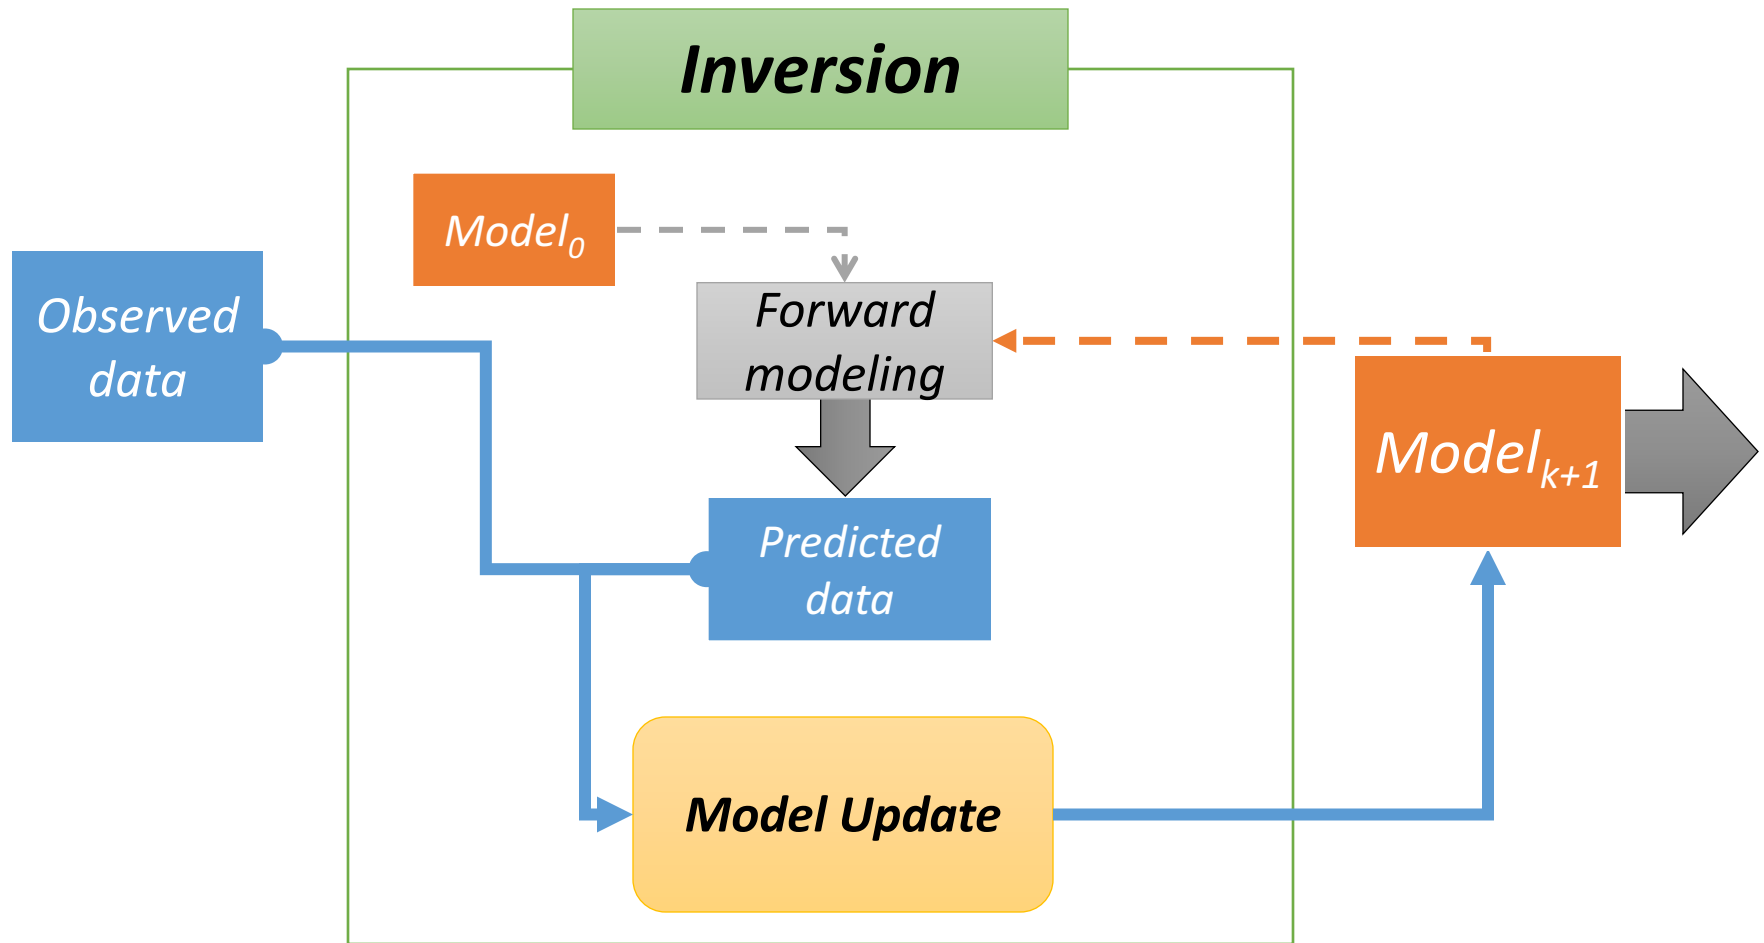 Inversion
Model₀
Observed
data
Forward
modeling
Modelₖ₊₁
Predicted
data
Model Update